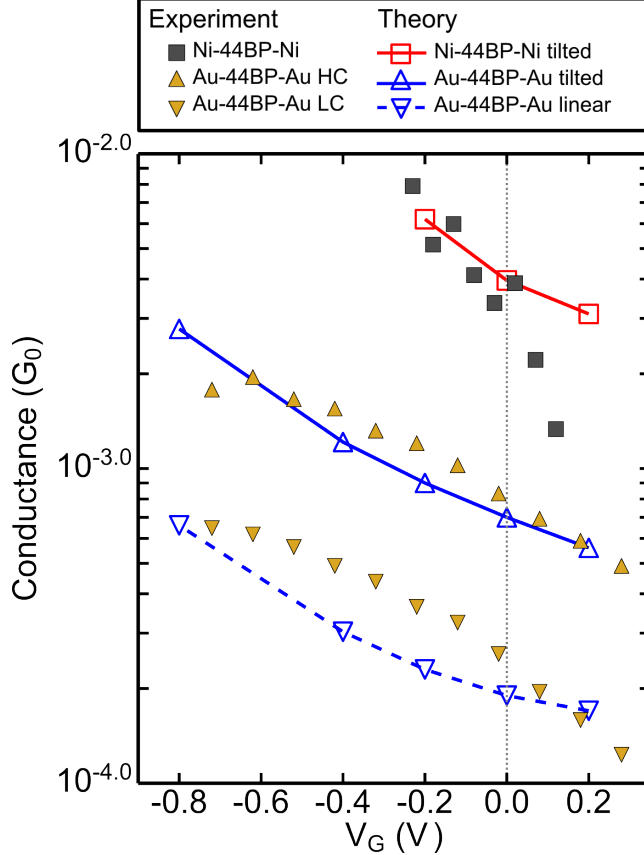 Experiment Theory
Ni-44BP-Ni Ni-44BP-Ni tilted
Au-44BP-Au HC Au-44BP-Au tilted
Au-44BP-Au LC Au-44BP-Au linear
10-2.0
10-3.0
10-4.0
Conductance (G0)
-0.8 -0.6 -0.4 -0.2 0.0 0.2
VG (V)